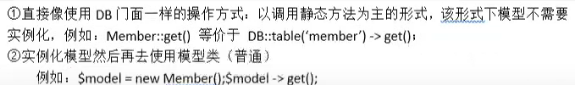 ①直接像使用 DB 门面一样的操作方式，以调用静态方法为主的形式，该形式下模型不需要
实例化，例如：Member::get() 等价于 DB::table('member') -> get();
②实例化模型然后再去使用模型类（普通）
例如：$model = new Member();$model -> get();